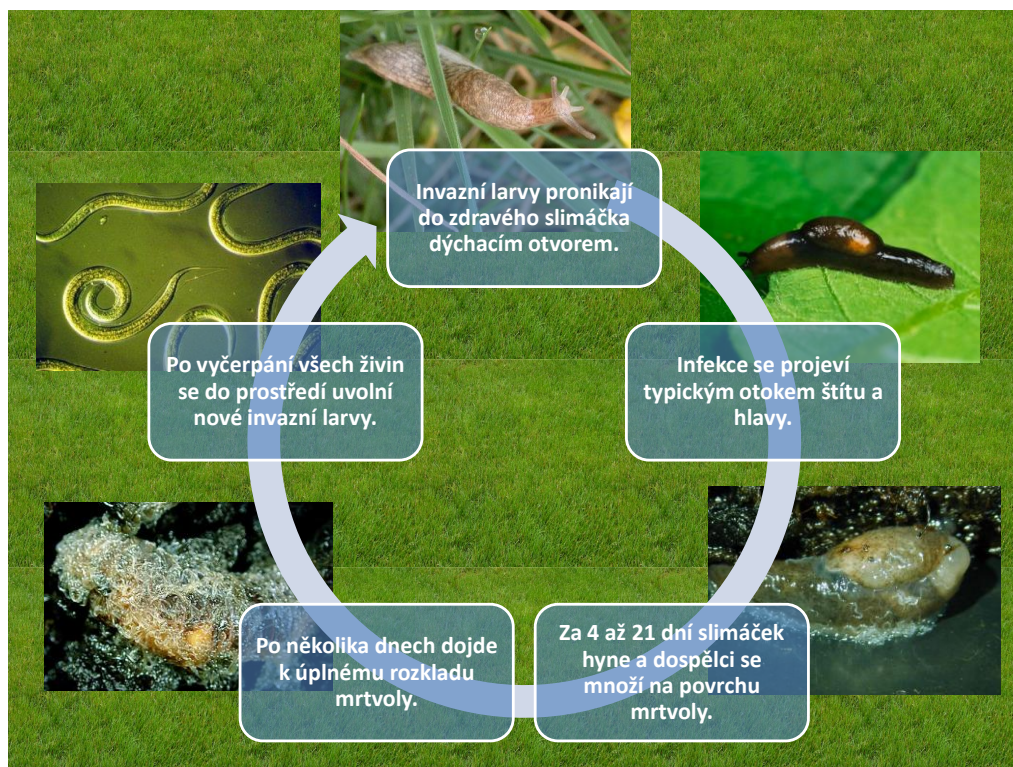 Invazní larvy pronikají
do zdravého slimáčka
dýchacím otvorem.
Infekce se projeví
typickým otokem štítu a
hlavy.
Za 4 až 21 dní slimáček
hyne a dospělci se
množí na povrchu
mrtvoly.
Po několika dnech dojde
k úplnému rozkladu
mrtvoly.
Po vyčerpání všech živin
se do prostředí uvolní
nové invazní larvy.